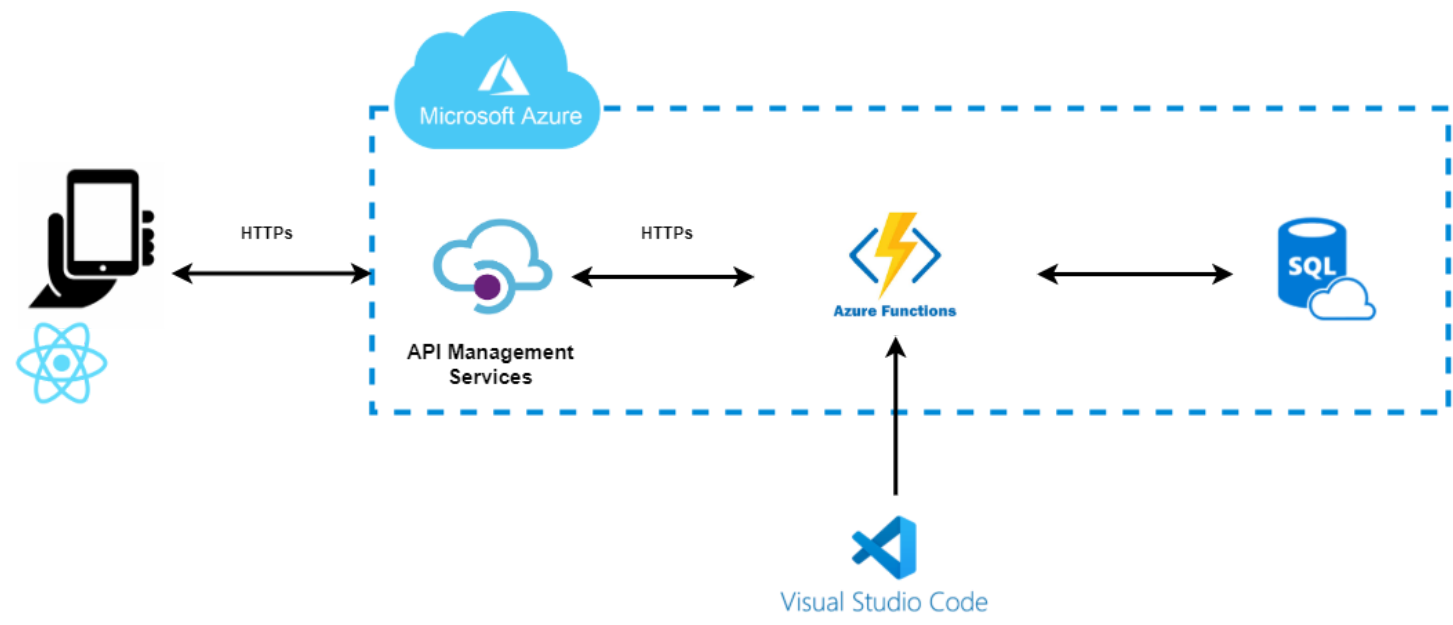 Microsoft Azure
HTTPs
HTTPs
SQL
Azure Functions
API Management
Services
Visual Studio Code